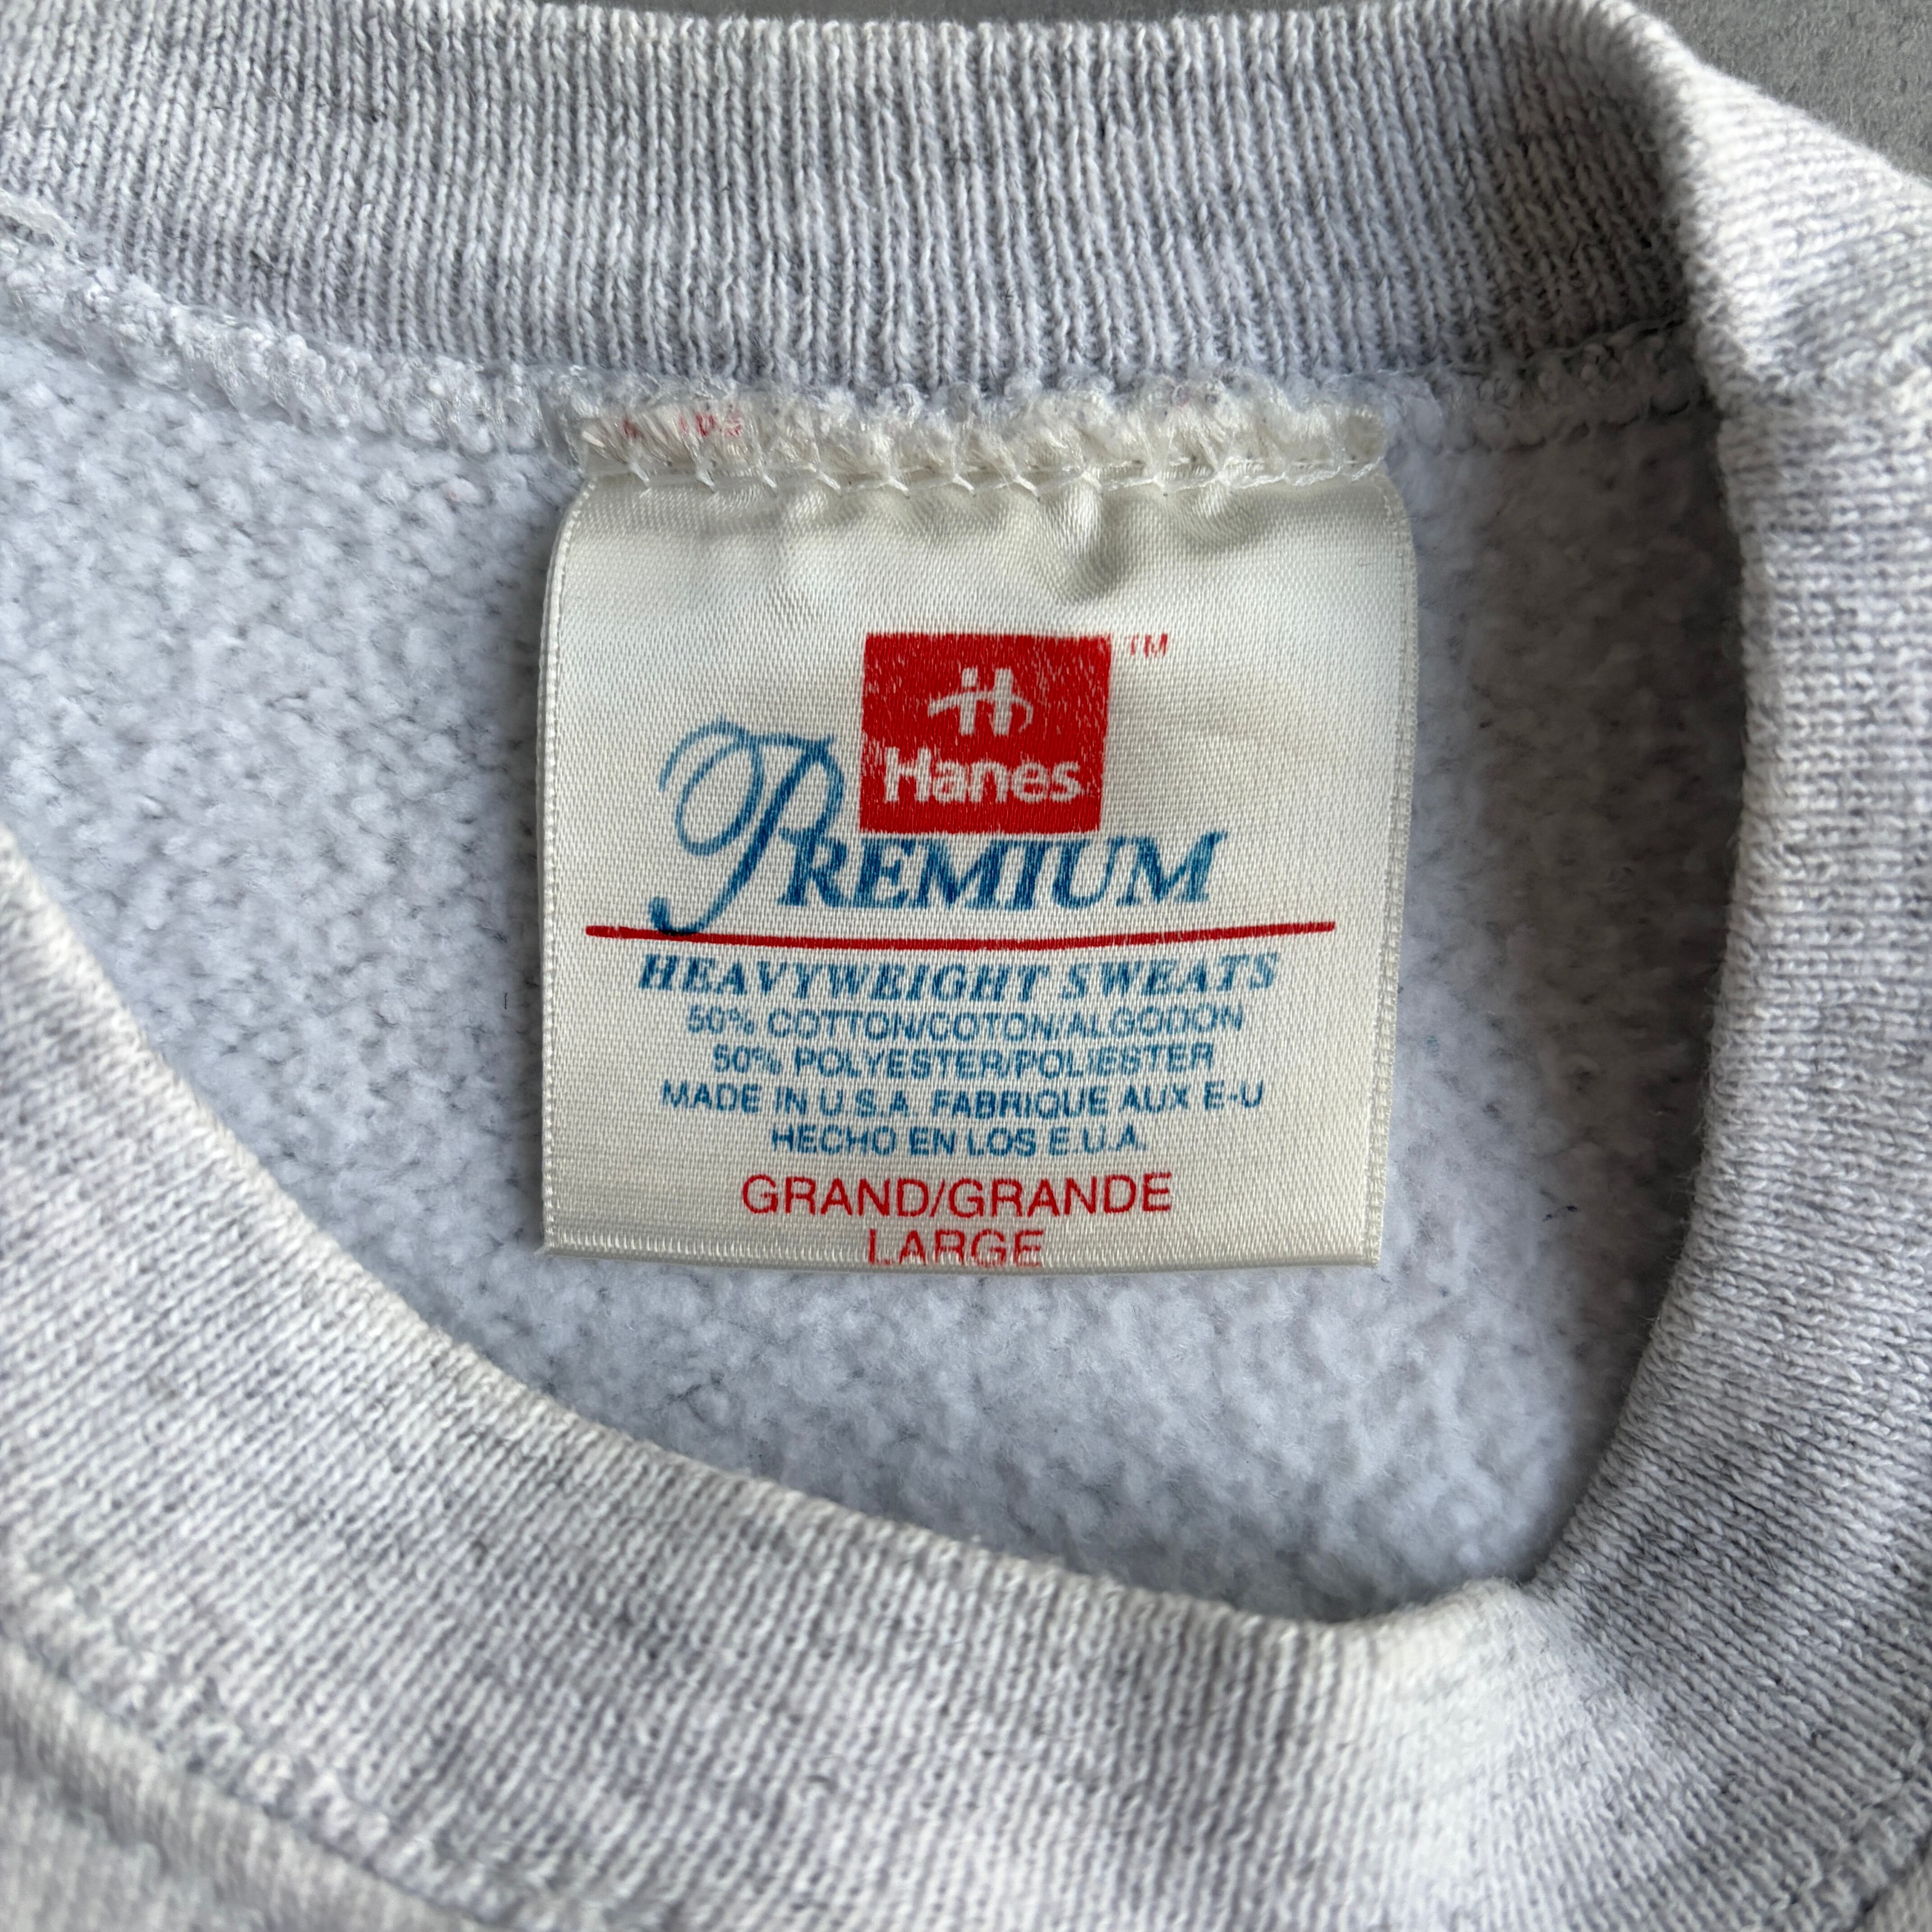 TM
Hanes
PREMIUM
HEAVYWEIGHT SWEATS
50% COTTON/COTON/ALGODON
50% POLYESTER/POLIESTER
MADE IN U.S.A. FABRIQUE AUX E-U
HECHO EN LOS E.U.A.
GRAND/GRANDE
LARGE